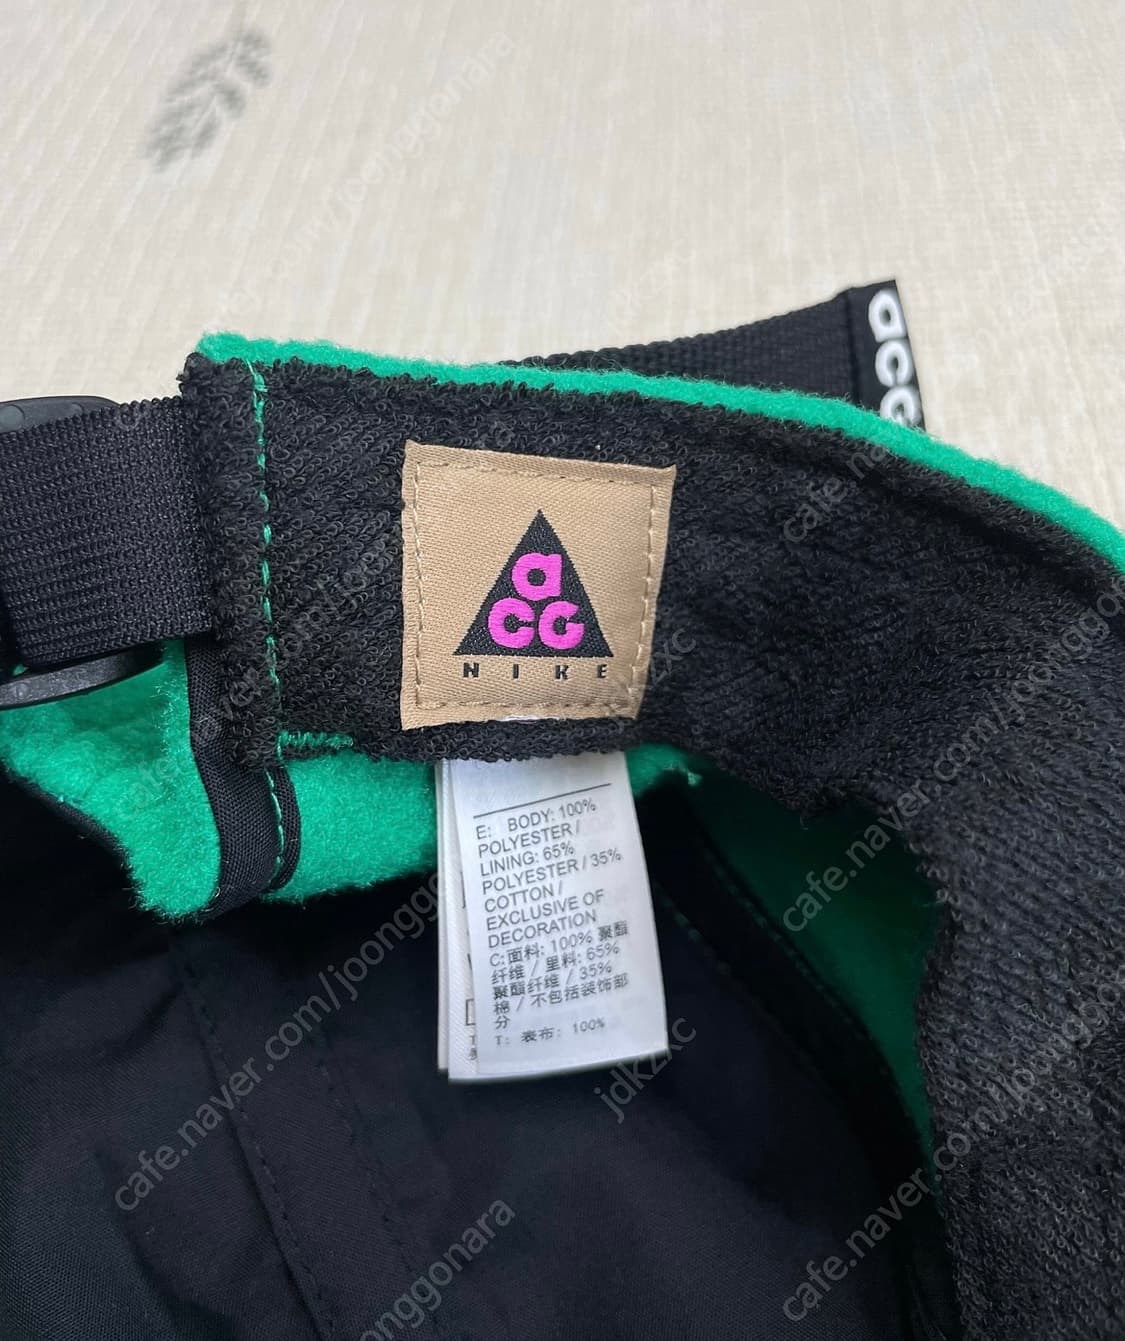 acG
a
cG
NIKE
E: BODY: 100%
POLYESTER /
LINING: 65%
POLYESTER / 35%
COTTON /
EXCLUSIVE OF
DECORATION
C:面料: 100% 聚酯
纤维 / 里料: 65%
聚酯纤维 / 35%
棉 / 不包括装饰部
分
T: 表布: 100%
cafe.naver.com/joonggonara
jdkzxc